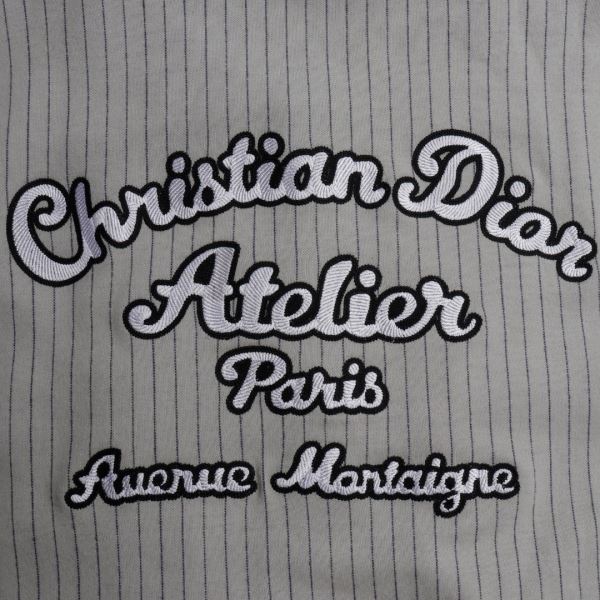 Christian Dior
Atelier
Paris
Avenue Montaigne